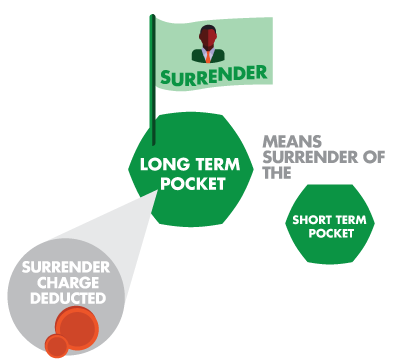 SURRENDER
LONG TERM
POCKET
MEANS
SURRENDER OF
THE
SHORT TERM
POCKET
SURRENDER
CHARGE
DEDUCTED